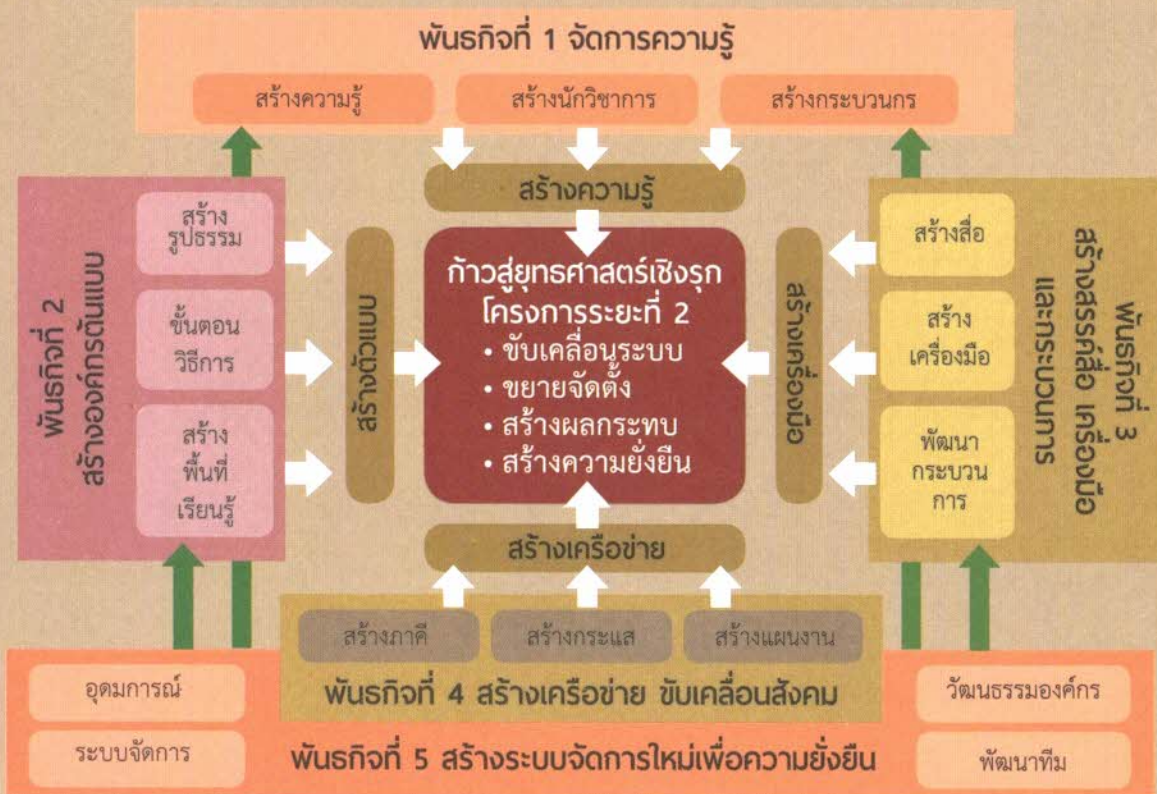 พันธกิจที่ 1 จัดการความรู้
สร้างความรู้
สร้างนักวิชาการ
สร้างกระบวนกร
พันธกิจที่ 2
สร้างองค์กรต้นแบบ
สร้าง
รูปธรรม
ขั้นตอน
วิธีการ
สร้าง
พื้นที่
เรียนรู้
สร้างตัวแบบ
สร้างความรู้
ก้าวสู่ยุทธศาสตร์เชิงรุก
โครงการระยะที่ 2
• ขับเคลื่อนระบบ
• ขยายจัดตั้ง
• สร้างผลกระทบ
• สร้างความยั่งยืน
สร้างเครือข่าย
สร้างเครื่องมือ
สร้างสื่อ
สร้าง
เครื่องมือ
พัฒนา
กระบวน
การ
พันธกิจที่ 3
สร้างสรรค์สื่อ เครื่องมือ
และกระบวนการ
สร้างภาคี
สร้างกระแส
สร้างแผนงาน
พันธกิจที่ 4 สร้างเครือข่าย ขับเคลื่อนสังคม
อุดมการณ์
ระบบจัดการ
พันธกิจที่ 5 สร้างระบบจัดการใหม่เพื่อความยั่งยืน
วัฒนธรรมองค์กร
พัฒนาทีม